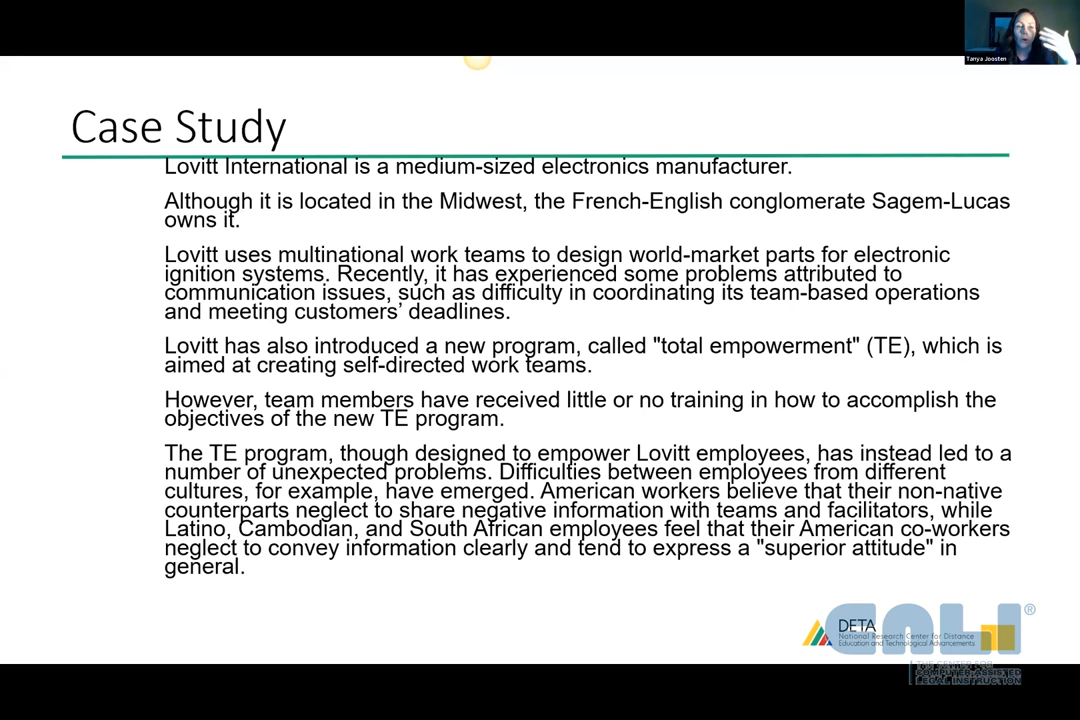 Tanya Joosten
Case Study
Lovitt International is a medium-sized electronics manufacturer.
Although it is located in the Midwest, the French-English conglomerate Sagem-Lucas
owns it.
Lovitt uses multinational work teams to design world-market parts for electronic
ignition systems. Recently, it has experienced some problems attributed to
communication issues, such as difficulty in coordinating its team-based operations
and meeting customers' deadlines.
Lovitt has also introduced a new program, called "total empowerment" (TE), which is
aimed at creating self-directed work teams.
However, team members have received little or no training in how to accomplish the
objectives of the new TE program.
The TE program, though designed to empower Lovitt employees, has instead led to a
number of unexpected problems. Difficulties between employees from different
cultures, for example, have emerged. American workers believe that their non-native
counterparts neglect to share negative information with teams and facilitators, while
Latino, Cambodian, and South African employees feel that their American co-workers
neglect to convey information clearly and tend to express a "superior attitude" in
general.
DETA
National Research Center for Distance
Education and Technological Advancements
CALI®
THE CENTER FOR
COMPUTER-ASSISTED
LEGAL INSTRUCTION